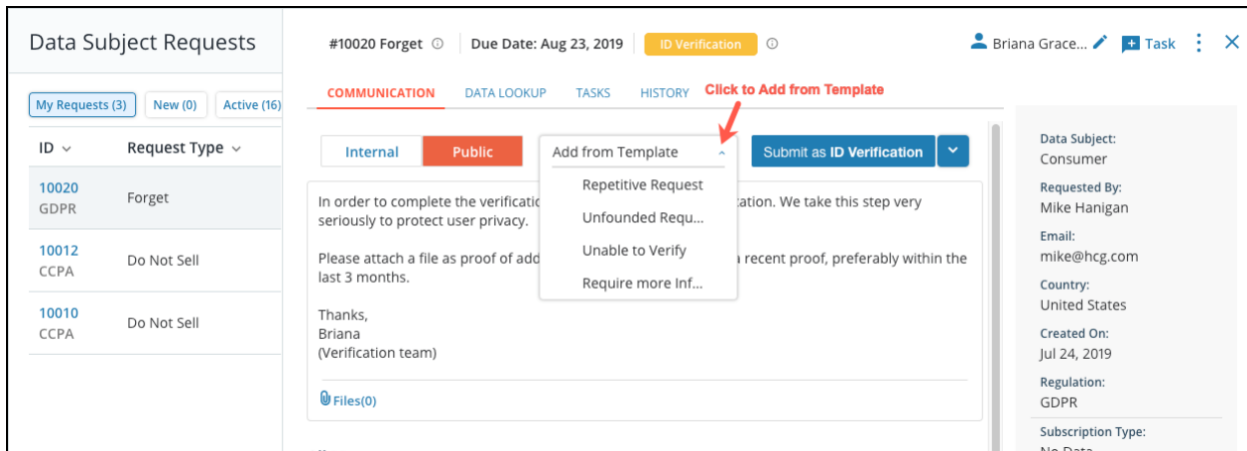 Data Subject Requests
#10020 Forget
Due Date: Aug 23, 2019
ID Verification
Briana Grace...
Task
My Requests (3)
New (0)
Active (16)
COMMUNICATION
DATA LOOKUP
TASKS
HISTORY
Click to Add from Template
ID
Request Type
10020
GDPR
Forget
10012
CCPA
Do Not Sell
10010
CCPA
Do Not Sell
Internal
Public
Add from Template
Repetitive Request
Unfounded Requ...
Unable to Verify
Require more Inf...
Submit as ID Verification
In order to complete the verificatio ation. We take this step very
seriously to protect user privacy.
Please attach a file as proof of add recent proof, preferably within the
last 3 months.
Thanks,
Briana
(Verification team)
Files(0)
Data Subject:
Consumer
Requested By:
Mike Hanigan
Email:
mike@hcg.com
Country:
United States
Created On:
Jul 24, 2019
Regulation:
GDPR
Subscription Type:
No Data